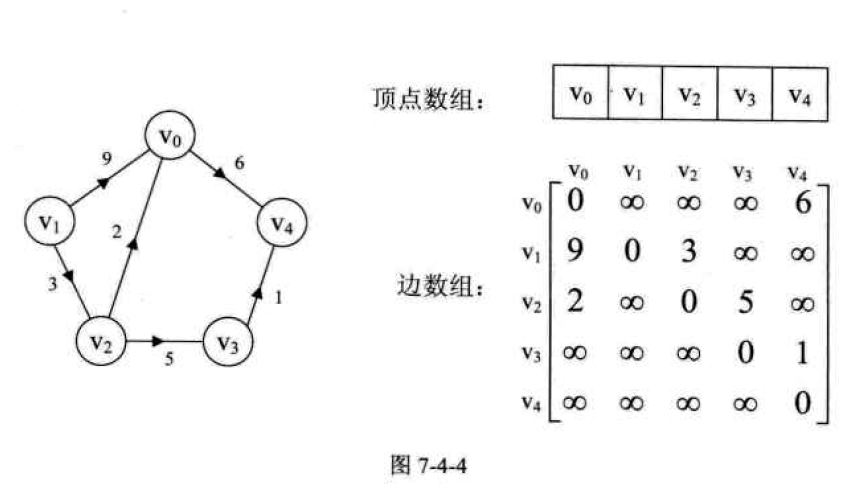 顶点数组：
v₀ v₁ v₂ v₃ v₄
v₀
9
6
v₁
v₄
2
3
1
v₂
v₃
5
边数组：
v₀ v₁ v₂ v₃ v₄
v₀ 0 ∞ ∞ ∞ 6
v₁ 9 0 3 ∞ ∞
v₂ 2 ∞ 0 5 ∞
v₃ ∞ ∞ ∞ 0 1
v₄ ∞ ∞ ∞ ∞ 0
图 7-4-4